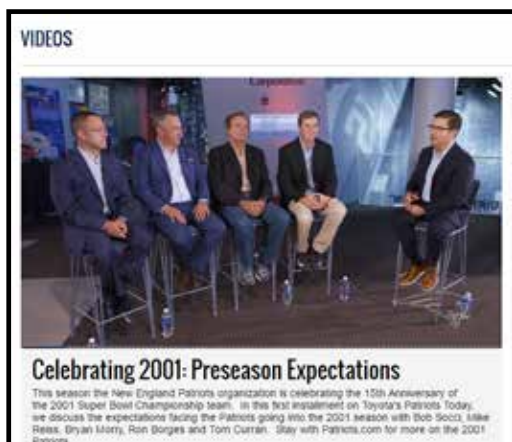 VIDEOS
Corporation
Celebrating 2001: Preseason Expectations
This season the New England Patriots organization is celebrating the 15th Anniversary of
the 2001 Super Bowl Championship team. In this first installment on Toyota's Patriots Today,
we discuss the expectations facing the Patriots going into the 2001 season with Bob Socci, Mike
Reiss, Bryan Morry, Ron Borges and Tom Curran. Stay with Patriots.com for more on the 2001
Patriots